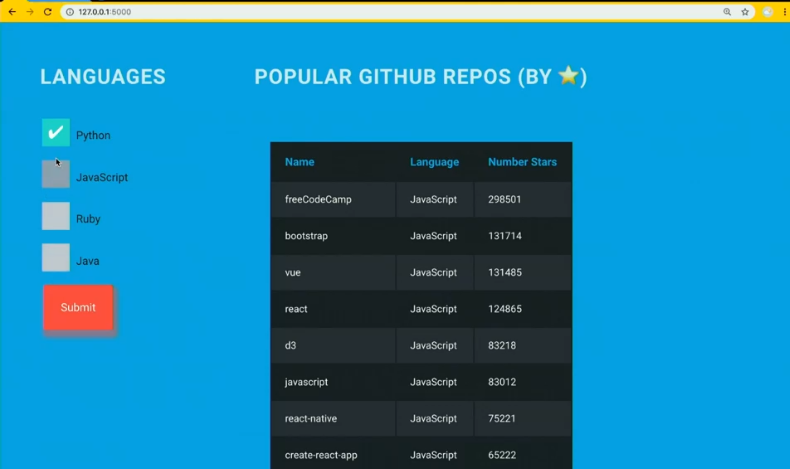 127.0.0.1:5000
LANGUAGES
POPULAR GITHUB REPOS (BY ⭐)
Python
JavaScript
Ruby
Java
Submit
Name Language Number Stars
freeCodeCamp JavaScript 298501
bootstrap JavaScript 131714
vue JavaScript 131485
react JavaScript 124865
d3 JavaScript 83218
javascript JavaScript 83012
react-native JavaScript 75221
create-react-app JavaScript 65222